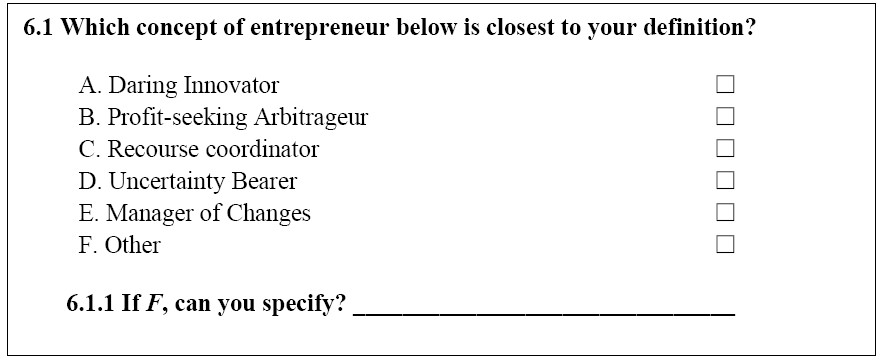 6.1 Which concept of entrepreneur below is closest to your definition?
A. Daring Innovator
B. Profit-seeking Arbitrageur
C. Recourse coordinator
D. Uncertainty Bearer
E. Manager of Changes
F. Other
6.1.1 If F, can you specify? _______________________________